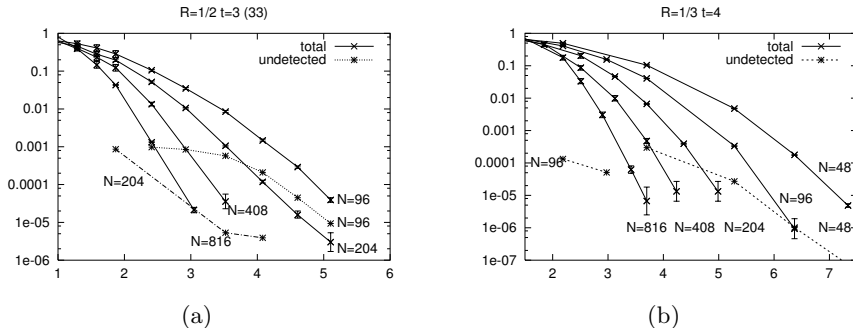 R=1/2 t=3 (33)
1
0.1
0.01
0.001
0.0001
1e-05
1e-06
1
2
3
4
5
6
total
undetected
N=204
N=816
N=408
N=96
N=96
N=204
(a)
R=1/3 t=4
1
0.1
0.01
0.001
0.0001
1e-05
1e-06
1e-07
2
3
4
5
6
7
total
undetected
N=96
N=816
N=408
N=204
N=96
N=48
N=48
(b)